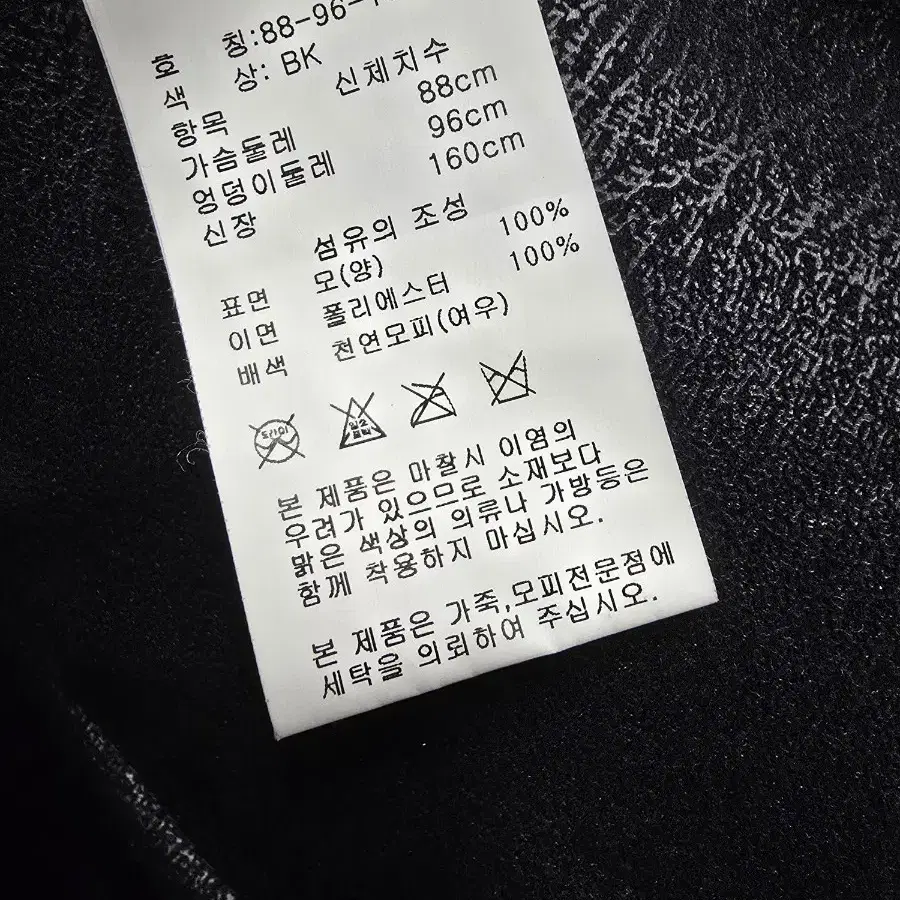 호 칭:88-96-
색 상: BK
항목 신체치수
가슴둘레 88cm
엉덩이둘레 96cm
신장 160cm
섬유의 조성
표면 모(양) 100%
이면 폴리에스터 100%
배색 천연모피(여우)
드라이
본 제품은 마찰시 이염의
우려가 있으므로 소재보다
맑은 색상의 의류나 가방등은
함께 착용하지 마십시오.
본 제품은 가죽,모피전문점에
세탁을 의뢰하여 주십시오.